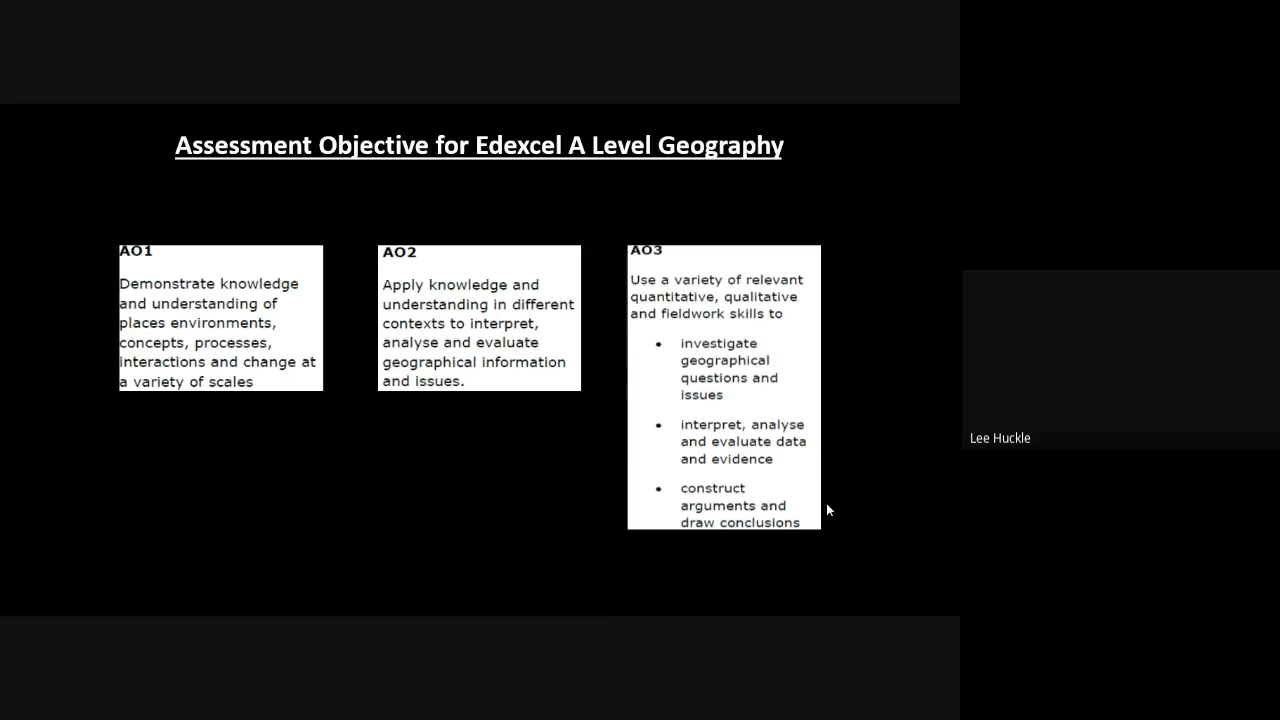 Assessment Objective for Edexcel A Level Geography
AO1
Demonstrate knowledge
and understanding of
places environments,
concepts, processes,
interactions and change at
a variety of scales
AO2
Apply knowledge and
understanding in different
contexts to interpret,
analyse and evaluate
geographical information
and issues.
AO3
Use a variety of relevant
quantitative, qualitative
and fieldwork skills to
• investigate
geographical
questions and
issues
• interpret, analyse
and evaluate data
and evidence
• construct
arguments and
draw conclusions
Lee Huckle